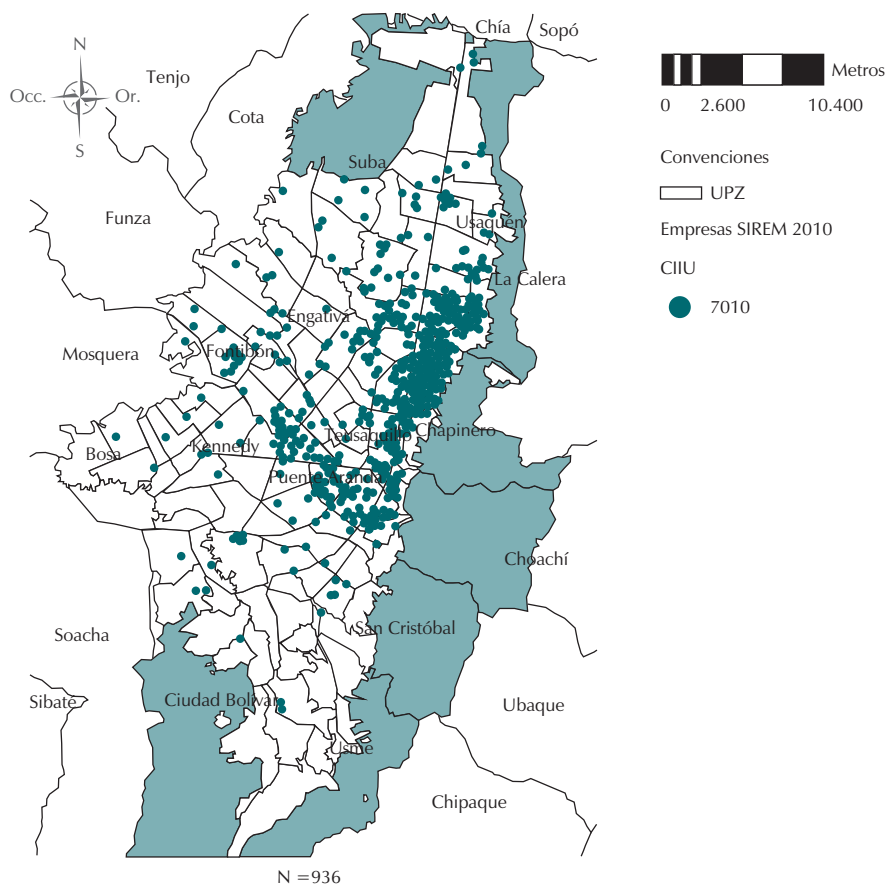 Chía
Sopó
N
Tenjo
Metros
Occ.
Or.
0
2.600
10.400
Cota
S
Convenciones
Suba
UPZ
Funza
Usaquén
Empresas SIREM 2010
CIIU
La Calera
7010
Engativá
Mosquera
Fontibón
Teusaquillo
Chapinero
Kennedy
Bosa
Puente Aranda
Choachí
Soacha
San Cristóbal
Sibaté
Ciudad Bolívar
Ubaque
Usme
Chipaque
N =936